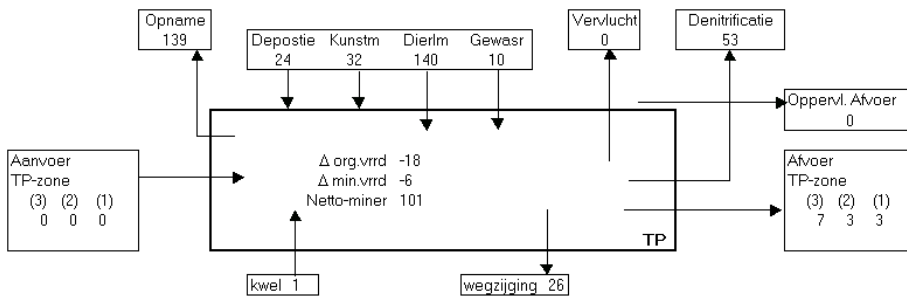 Opname
139
Depostie Kunstm Dierlm Gewasr
24 32 140 10
Vervlucht
0
Denitrificatie
53
Oppervl. Afvoer
0
Aanvoer
TP-zone
(3) (2) (1)
0 0 0
Δ org.vrrd -18
Δ min.vrrd -6
Netto-miner 101
TP
Afvoer
TP-zone
(3) (2) (1)
7 3 3
kwel 1
wegzijging 26